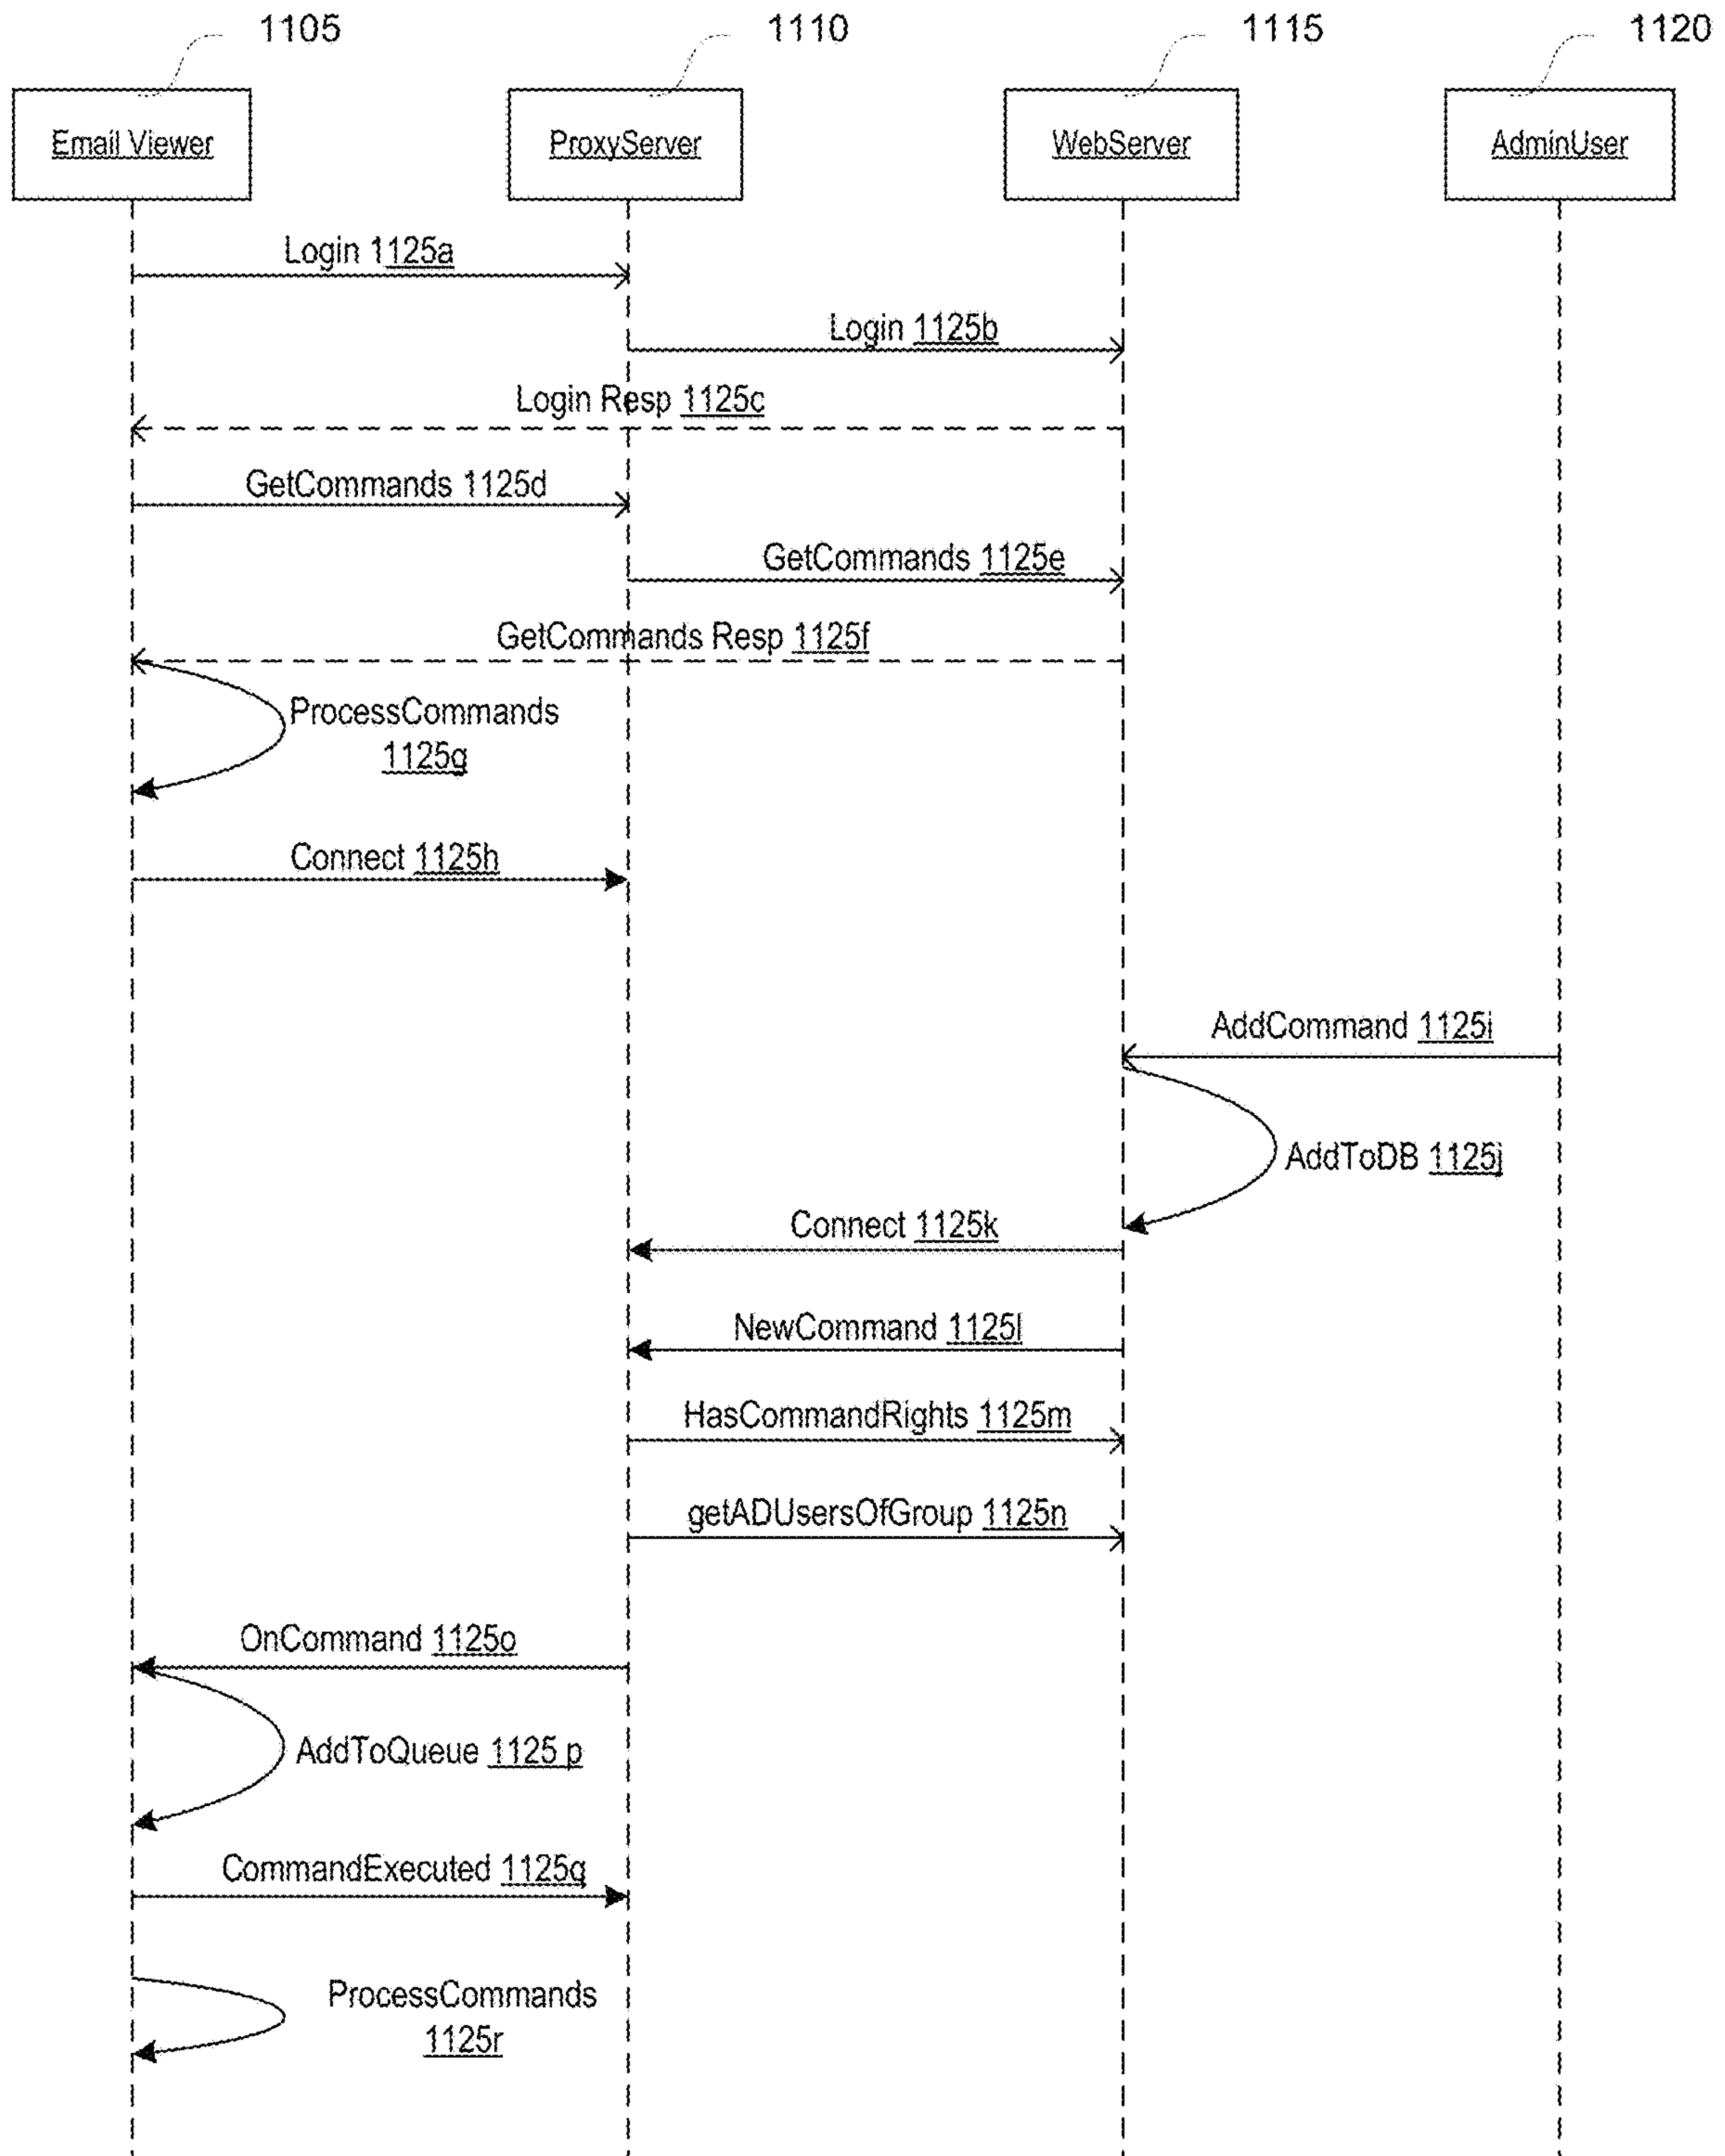 1105
1110
1115
1120
Email Viewer
ProxyServer
WebServer
AdminUser
Login 1125a
Login 1125b
Login Resp 1125c
GetCommands 1125d
GetCommands 1125e
GetCommands Resp 1125f
ProcessCommands
1125g
Connect 1125h
AddCommand 1125i
AddToDB 1125j
Connect 1125k
NewCommand 1125l
HasCommandRights 1125m
getADUsersOfGroup 1125n
OnCommand 1125o
AddToQueue 1125 p
CommandExecuted 1125q
ProcessCommands
1125r